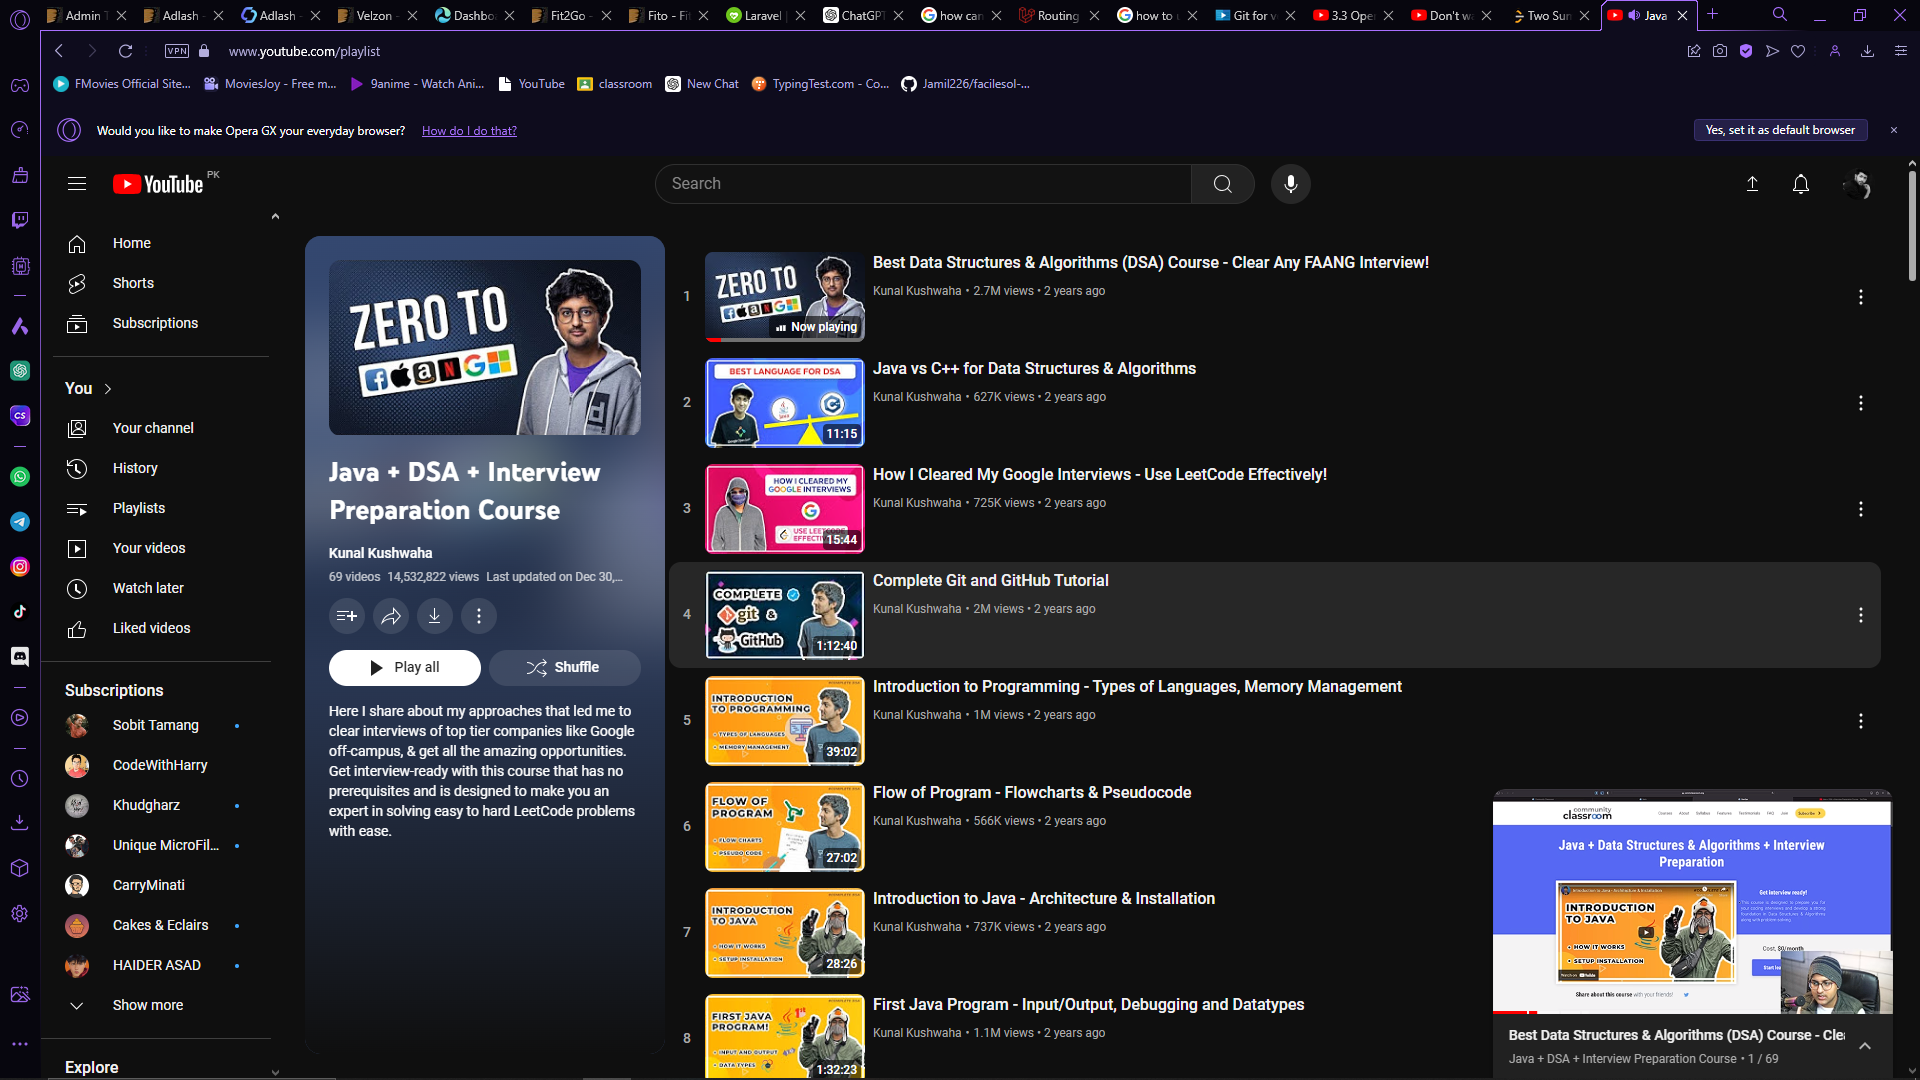 Admin T
Adlash -
Adlash -
Velzon -
Dashbo
Fit2Go -
Fito - Fit
Laravel |
ChatGPT
how can
Routing
how to u
Git for v
3.3 Oper
Don't wa
Two Sum
Java
VPN
www.youtube.com/playlist
FMovies Official Site...
MoviesJoy - Free m...
9anime - Watch Ani...
YouTube
classroom
New Chat
TypingTest.com - Co...
Jamil226/facilesol-...
Would you like to make Opera GX your everyday browser?
How do I do that?
Yes, set it as default browser
YouTube PK
Search
Home
Shorts
Subscriptions
You
Your channel
History
Playlists
Your videos
Watch later
Liked videos
Subscriptions
Sobit Tamang
CodeWithHarry
Khudgharz
Unique MicroFil...
CarryMinati
Cakes & Eclairs
HAIDER ASAD
Show more
Explore
ZERO TO
Java + DSA + Interview
Preparation Course
Kunal Kushwaha
69 videos 14,532,822 views Last updated on Dec 30,...
Play all
Shuffle
Here I share about my approaches that led me to
clear interviews of top tier companies like Google
off-campus, & get all the amazing opportunities.
Get interview-ready with this course that has no
prerequisites and is designed to make you an
expert in solving easy to hard LeetCode problems
with ease.
1
ZERO TO
Now playing
Best Data Structures & Algorithms (DSA) Course - Clear Any FAANG Interview!
Kunal Kushwaha • 2.7M views • 2 years ago
2
BEST LANGUAGE FOR DSA
11:15
Java vs C++ for Data Structures & Algorithms
Kunal Kushwaha • 627K views • 2 years ago
3
HOW I CLEARED MY
GOOGLE INTERVIEWS
15:44
How I Cleared My Google Interviews - Use LeetCode Effectively!
Kunal Kushwaha • 725K views • 2 years ago
4
COMPLETE
git &
GitHub
1:12:40
Complete Git and GitHub Tutorial
Kunal Kushwaha • 2M views • 2 years ago
5
INTRODUCTION
TO PROGRAMMING
TYPES OF LANGUAGES
MEMORY MANAGEMENT
39:02
Introduction to Programming - Types of Languages, Memory Management
Kunal Kushwaha • 1M views • 2 years ago
6
FLOW OF
PROGRAM
FLOW CHARTS
PSEUDO CODE
27:02
Flow of Program - Flowcharts & Pseudocode
Kunal Kushwaha • 566K views • 2 years ago
7
INTRODUCTION
TO JAVA
HOW IT WORKS
SETUP INSTALLATION
28:26
Introduction to Java - Architecture & Installation
Kunal Kushwaha • 737K views • 2 years ago
8
FIRST JAVA
PROGRAM!
INPUT AND OUTPUT
DATA TYPES
1:32:23
First Java Program - Input/Output, Debugging and Datatypes
Kunal Kushwaha • 1.1M views • 2 years ago
community
classroom
Java + Data Structures & Algorithms + Interview
Preparation
INTRODUCTION
TO JAVA
HOW IT WORKS
SETUP INSTALLATION
Get interview ready!
Cost, $0/month
Share about this course with your friends!
Best Data Structures & Algorithms (DSA) Course - Cle
Java + DSA + Interview Preparation Course • 1 / 69